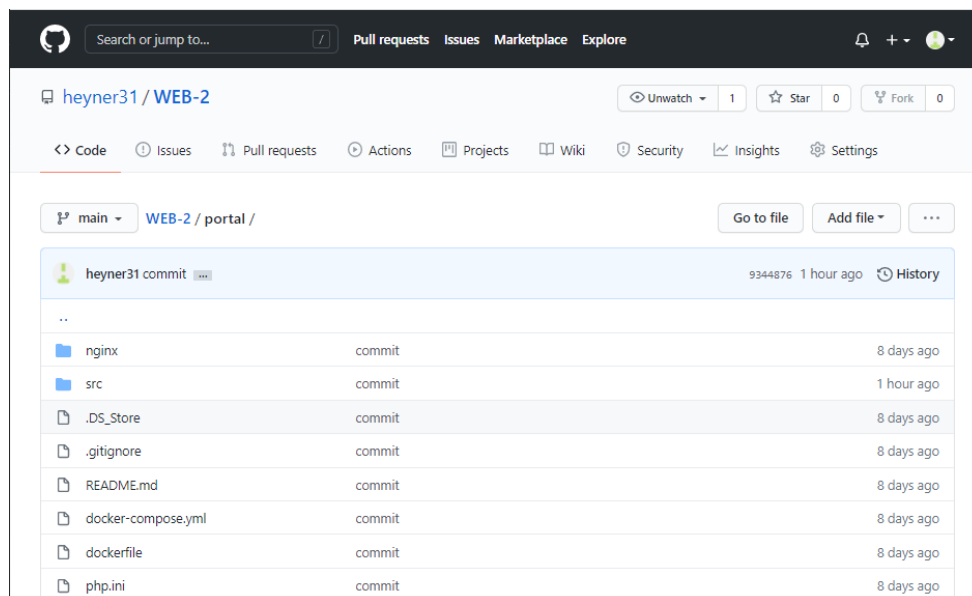 Search or jump to... / Pull requests Issues Marketplace Explore
heyner31 / WEB-2 Unwatch 1 Star 0 Fork 0
Code Issues Pull requests Actions Projects Wiki Security Insights Settings
main WEB-2 / portal / Go to file Add file ...
heyner31 commit ... 9344876 1 hour ago History
..
nginx commit 8 days ago
src commit 1 hour ago
.DS_Store commit 8 days ago
.gitignore commit 8 days ago
README.md commit 8 days ago
docker-compose.yml commit 8 days ago
dockerfile commit 8 days ago
php.ini commit 8 days ago